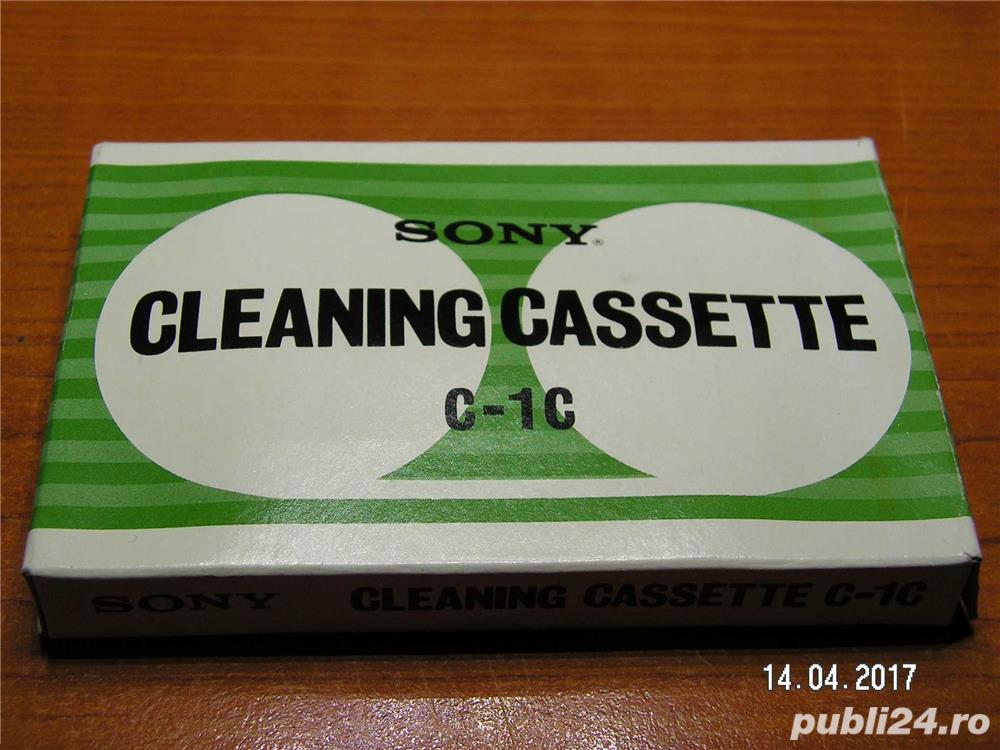 SONY®
CLEANING CASSETTE
C-1C
SONY CLEANING CASSETTE C-1C
14.04.2017
publi24.ro